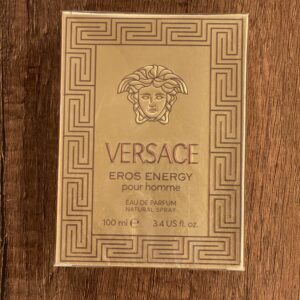 VERSACE
EROS ENERGY
pour homme
EAU DE PARFUM
NATURAL SPRAY
100 ml ℮ 3.4 US fl. oz.